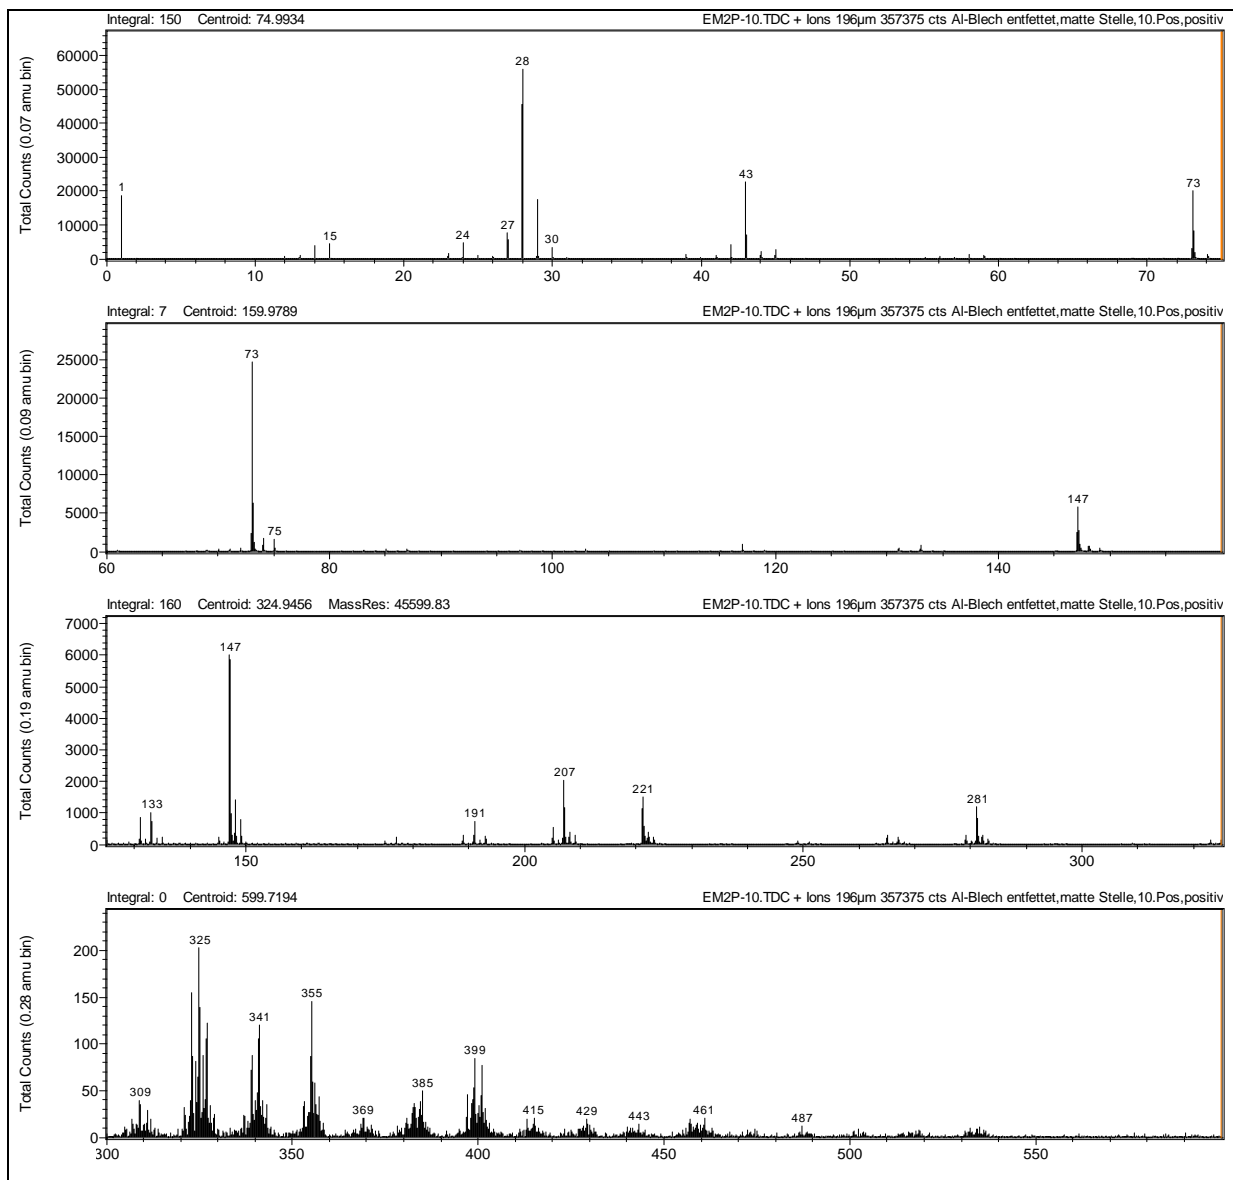 Integral: 150 Centroid: 74.9934 EM2P-10.TDC + Ions 196µm 357375 cts Al-Blech entfettet,matte Stelle,10.Pos,positiv
Total Counts (0.07 amu bin)
60000
50000
40000
30000
20000
10000
0
1 15 24 27 28 30 43 73
0 10 20 30 40 50 60 70
Integral: 7 Centroid: 159.9789 EM2P-10.TDC + Ions 196µm 357375 cts Al-Blech entfettet,matte Stelle,10.Pos,positiv
Total Counts (0.09 amu bin)
25000
20000
15000
10000
5000
0
73 75 147
60 80 100 120 140
Integral: 160 Centroid: 324.9456 MassRes: 45599.83 EM2P-10.TDC + Ions 196µm 357375 cts Al-Blech entfettet,matte Stelle,10.Pos,positiv
Total Counts (0.19 amu bin)
7000
6000
5000
4000
3000
2000
1000
0
133 147 191 207 221 281
150 200 250 300
Integral: 0 Centroid: 599.7194 EM2P-10.TDC + Ions 196µm 357375 cts Al-Blech entfettet,matte Stelle,10.Pos,positiv
Total Counts (0.28 amu bin)
200
150
100
50
0
309 325 341 355 369 385 399 415 429 443 461 487
300 350 400 450 500 550